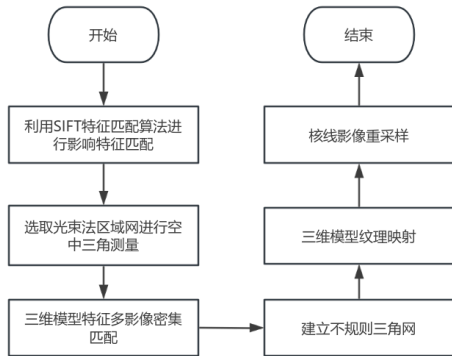 开始
利用SIFT特征匹配算法进
行影响特征匹配
选取光束法区域网进行空
中三角测量
三维模型特征多影像密集
匹配
建立不规则三角网
三维模型纹理映射
核线影像重采样
结束